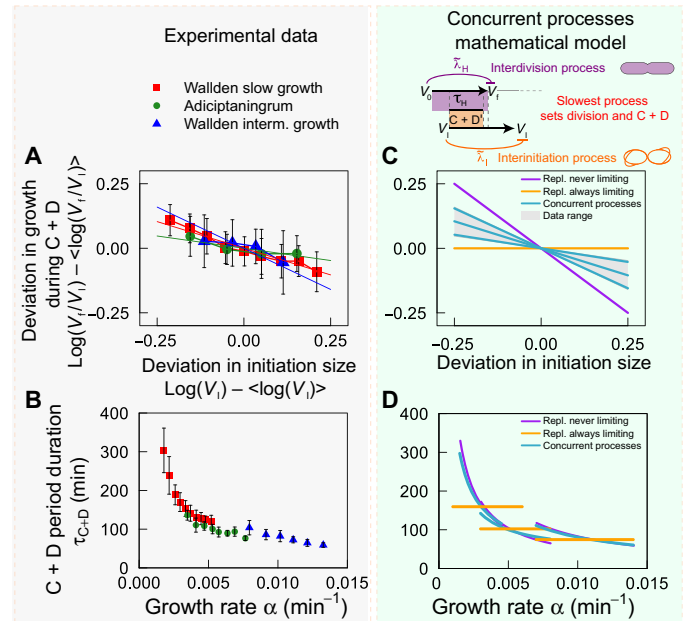 Experimental data
Wallden slow growth
Adiciptaningrum
Wallden interm. growth
Concurrent processes
mathematical model
λ̃H
Interdivision process
V0
Vf
τH
C + D'
VI
VI
λ̃I
Interinitiation process
Slowest process
sets division and C + D
A
Deviation in growth
during C + D
Log(Vf/VI) – <log(Vf/VI)>
0.25
0.00
−0.25
−0.25
0.00
0.25
Deviation in initiation size
Log(VI) – <log(VI)>
C
Repl. never limiting
Repl. always limiting
Concurrent processes
Data range
0.25
0.00
−0.25
−0.25
0.00
0.25
Deviation in initiation size
B
C + D period duration
τC+D (min)
400
300
200
100
0
0.000
0.005
0.010
0.015
Growth rate α (min−1)
D
Repl. never limiting
Repl. always limiting
Concurrent processes
400
300
200
100
0
0.000
0.005
0.010
0.015
Growth rate α (min−1)